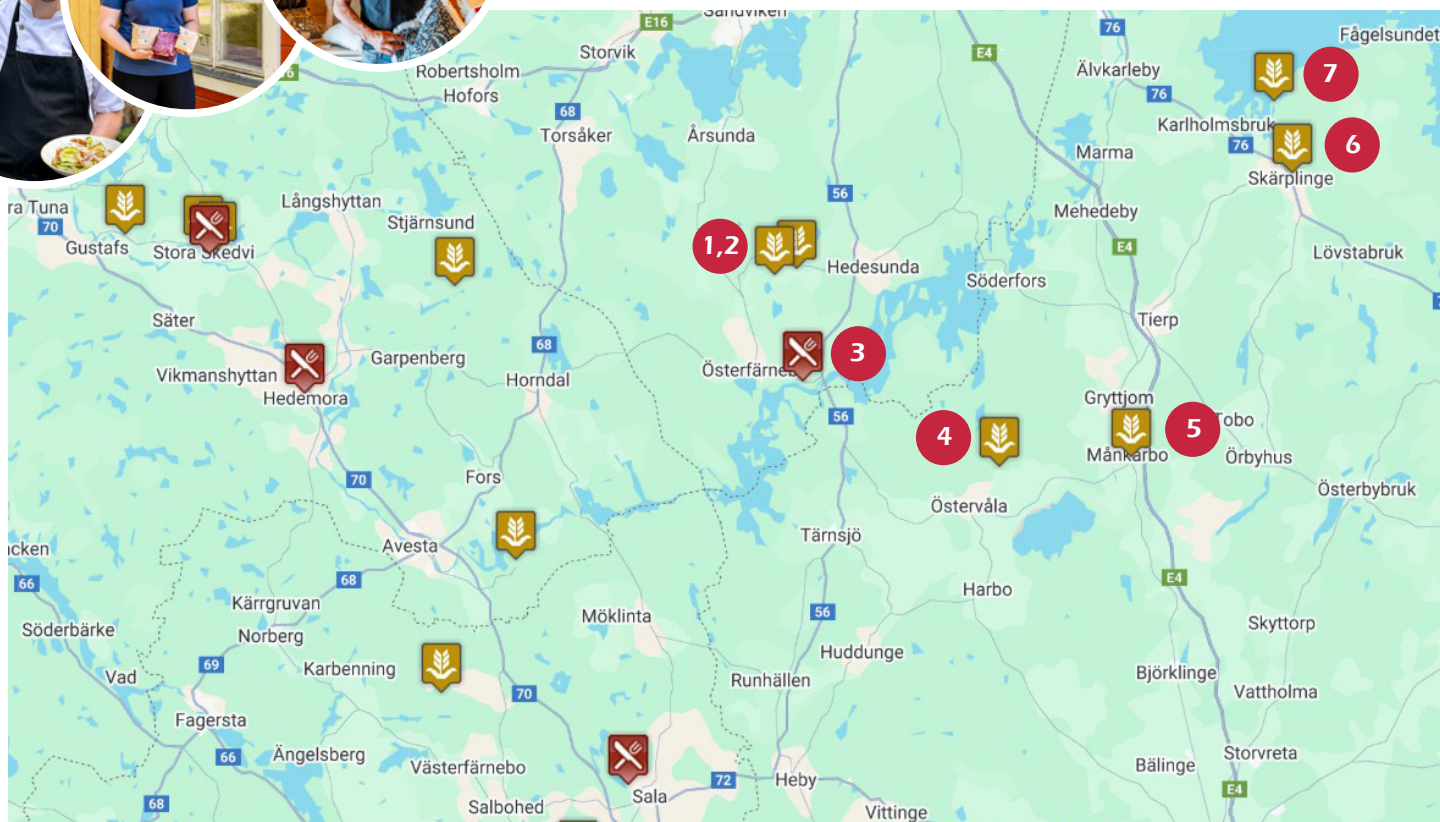 Sandviken
E16
76
Fågelsundet
Storvik
E4
Älvkarleby
7
Robertsholm
68
76
Hofors
Torsåker
Årsunda
Karlholmsbruk
76
6
Marma
Skärplinge
56
ra Tuna
70
Långshyttan
Stjärnsund
Mehedeby
Gustafs
Stora Skedvi
1,2
E4
Lövstabruk
Hedesunda
Söderfors
Säter
Tierp
68
Garpenberg
3
Vikmanshyttan
Horndal
Österfärne
Hedemora
Gryttjom
56
4
5
Tobo
Månkarbo
Örbyhus
70
Fors
Österbybruk
Östervåla
Tärnsjö
Avesta
cken
66
68
E4
Kärrgruvan
Harbo
Möklinta
56
Skyttorp
Söderbärke
Norberg
69
Karbenning
Huddunge
Vad
Runhällen
Björklinge
70
Vattholma
Fagersta
66
Ängelsberg
Storvreta
Västerfärnebo
Bälinge
72
Heby
Sala
E4
68
Salbohed
Vittinge